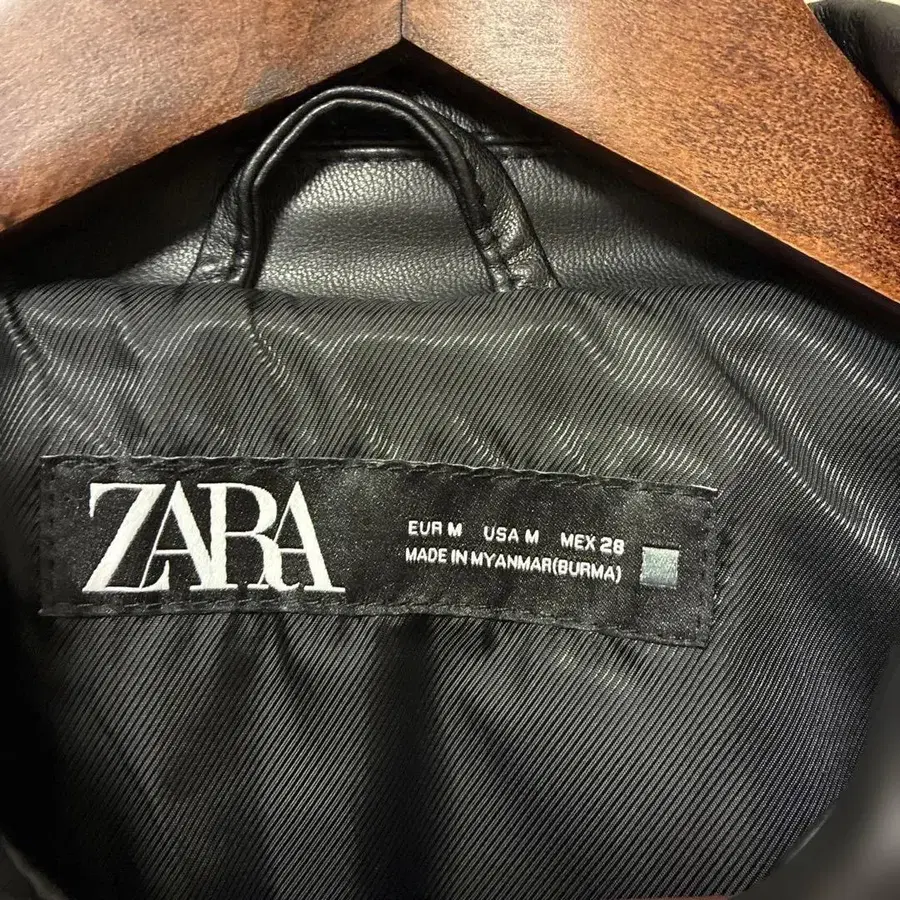 ZARA
EUR M USA M MEX 28
MADE IN MYANMAR(BURMA)